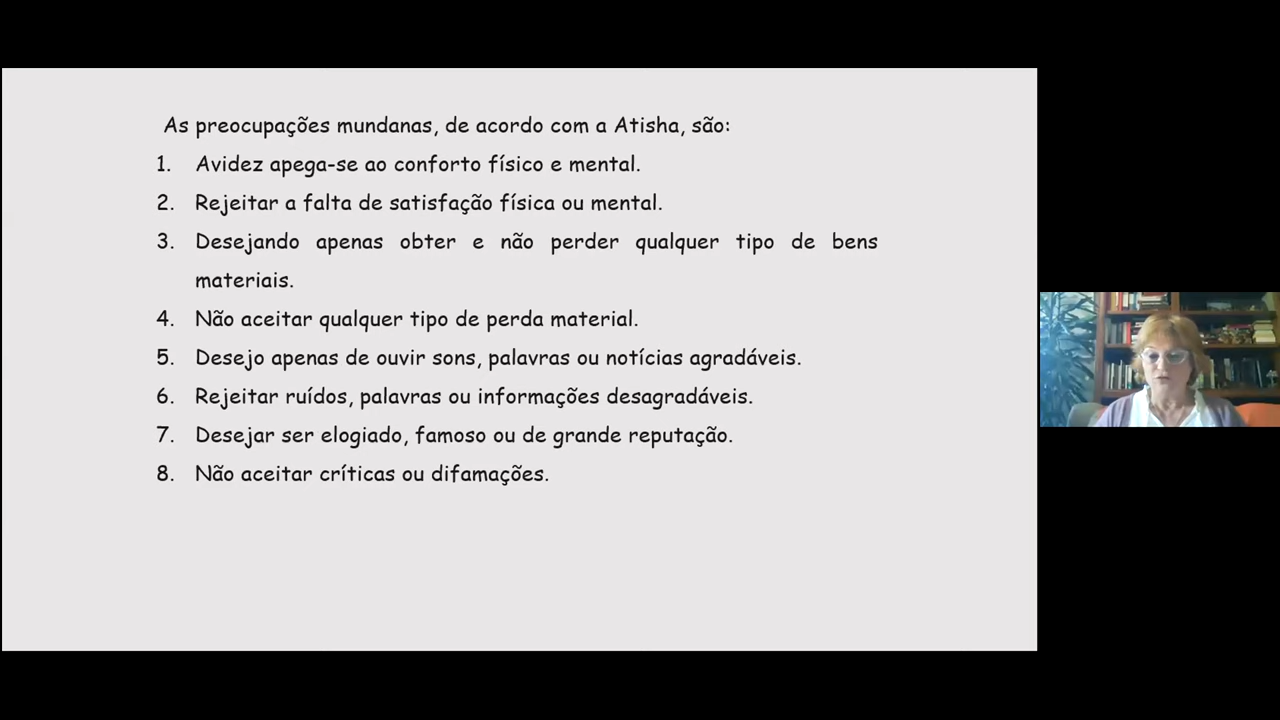 As preocupações mundanas, de acordo com a Atisha, são:
1. Avidez apega-se ao conforto físico e mental.
2. Rejeitar a falta de satisfação física ou mental.
3. Desejando apenas obter e não perder qualquer tipo de bens
materiais.
4. Não aceitar qualquer tipo de perda material.
5. Desejo apenas de ouvir sons, palavras ou notícias agradáveis.
6. Rejeitar ruídos, palavras ou informações desagradáveis.
7. Desejar ser elogiado, famoso ou de grande reputação.
8. Não aceitar críticas ou difamações.